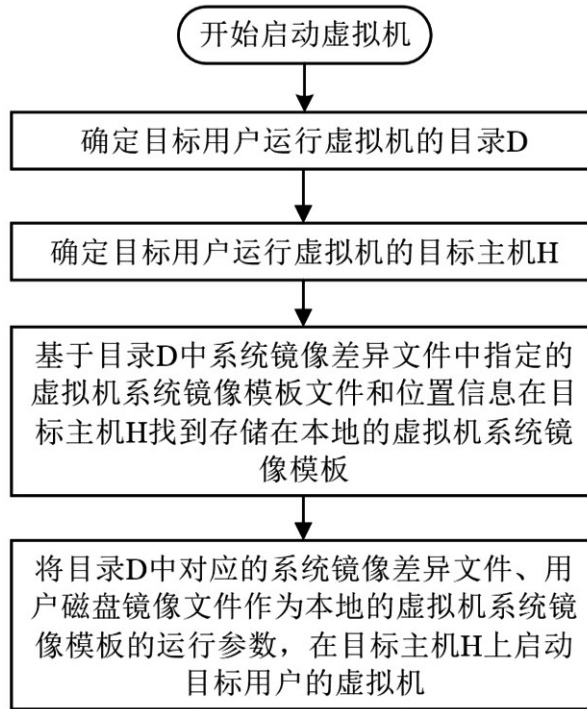 开始启动虚拟机
确定目标用户运行虚拟机的目录D
确定目标用户运行虚拟机的目标主机H
基于目录D中系统镜像差异文件中指定的
虚拟机系统镜像模板文件和位置信息在目
标主机H找到存储在本地的虚拟机系统镜
像模板
将目录D中对应的系统镜像差异文件、用
户磁盘镜像文件作为本地的虚拟机系统镜
像模板的运行参数，在目标主机H上启动
目标用户的虚拟机